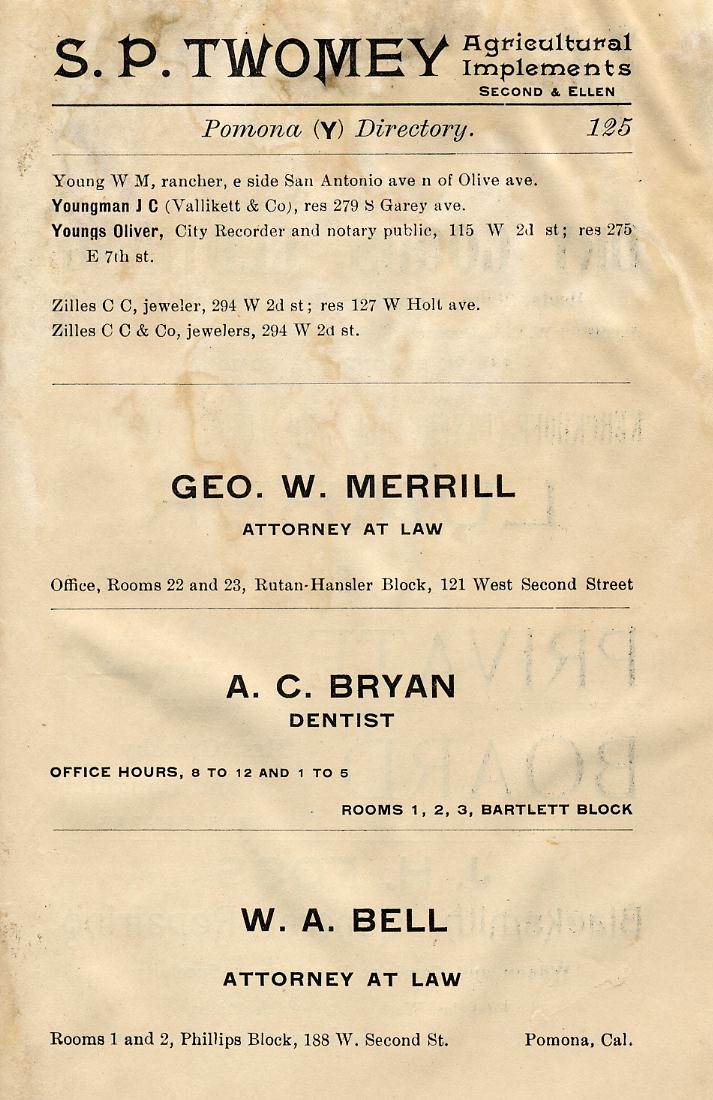 S. P. TWOMEY Agricultural Implements
SECOND & ELLEN
Pomona (Y) Directory. 125
Young W M, rancher, e side San Antonio ave n of Olive ave.
Youngman J C (Vallikett & Co), res 279 S Garey ave.
Youngs Oliver, City Recorder and notary public, 115 W 2d st; res 275
E 7th st.
Zilles C C, jeweler, 294 W 2d st; res 127 W Holt ave.
Zilles C C & Co, jewelers, 294 W 2d st.
GEO. W. MERRILL
ATTORNEY AT LAW
Office, Rooms 22 and 23, Rutan-Hansler Block, 121 West Second Street
A. C. BRYAN
DENTIST
OFFICE HOURS, 8 TO 12 AND 1 TO 5
ROOMS 1, 2, 3, BARTLETT BLOCK
W. A. BELL
ATTORNEY AT LAW
Rooms 1 and 2, Phillips Block, 188 W. Second St. Pomona, Cal.